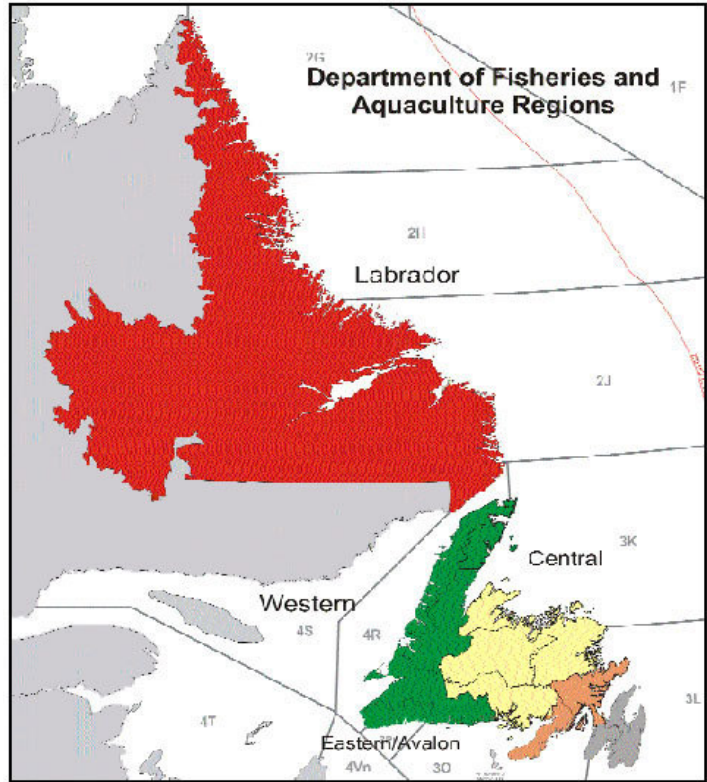 2G
Department of Fisheries and
Aquaculture Regions
1F
2H
Labrador
2J
3K
Central
Western
4S
4R
3L
4T
Eastern/Avalon
4Vn
3O